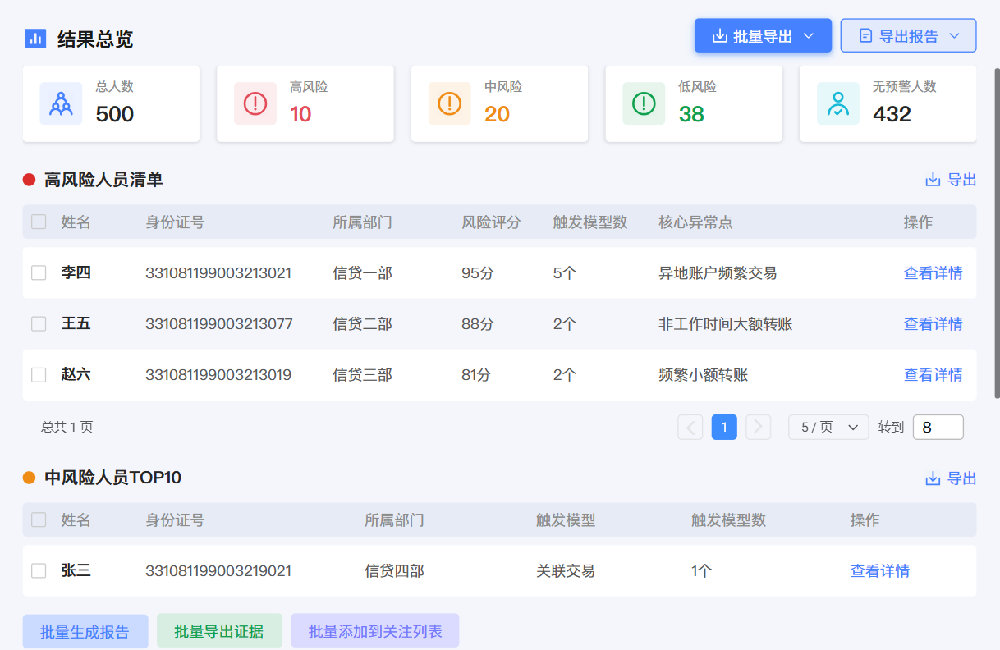 结果总览 批量导出 导出报告
总人数 高风险 中风险 低风险 无预警人数
500 10 20 38 432
高风险人员清单 导出
姓名 身份证号 所属部门 风险评分 触发模型数 核心异常点 操作
李四 331081199003213021 信贷一部 95分 5个 异地账户频繁交易 查看详情
王五 331081199003213077 信贷二部 88分 2个 非工作时间大额转账 查看详情
赵六 331081199003213019 信贷三部 81分 2个 频繁小额转账 查看详情
总共 1 页 1 5 / 页 转到 8
中风险人员TOP10 导出
姓名 身份证号 所属部门 触发模型 触发模型数 操作
张三 331081199003219021 信贷四部 关联交易 1个 查看详情
批量生成报告 批量导出证据 批量添加到关注列表